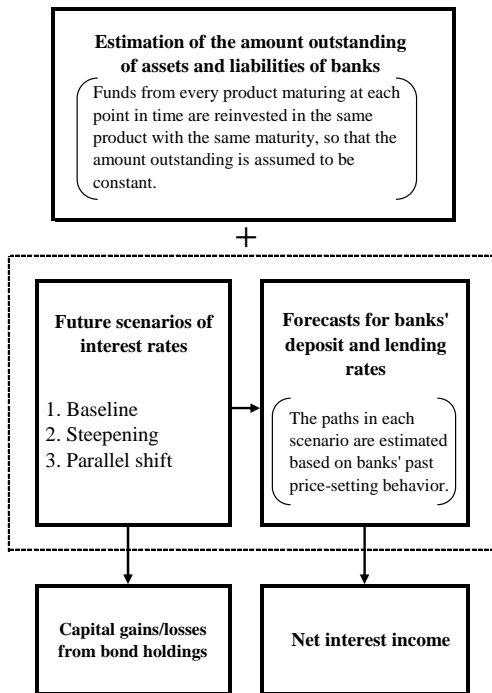 Estimation of the amount outstanding
of assets and liabilities of banks
Funds from every product maturing at each
point in time are reinvested in the same
product with the same maturity, so that the
amount outstanding is assumed to be
constant.
+
Future scenarios of
interest rates
1. Baseline
2. Steepening
3. Parallel shift
Forecasts for banks'
deposit and lending
rates
The paths in each
scenario are estimated
based on banks' past
price-setting behavior.
Capital gains/losses
from bond holdings
Net interest income